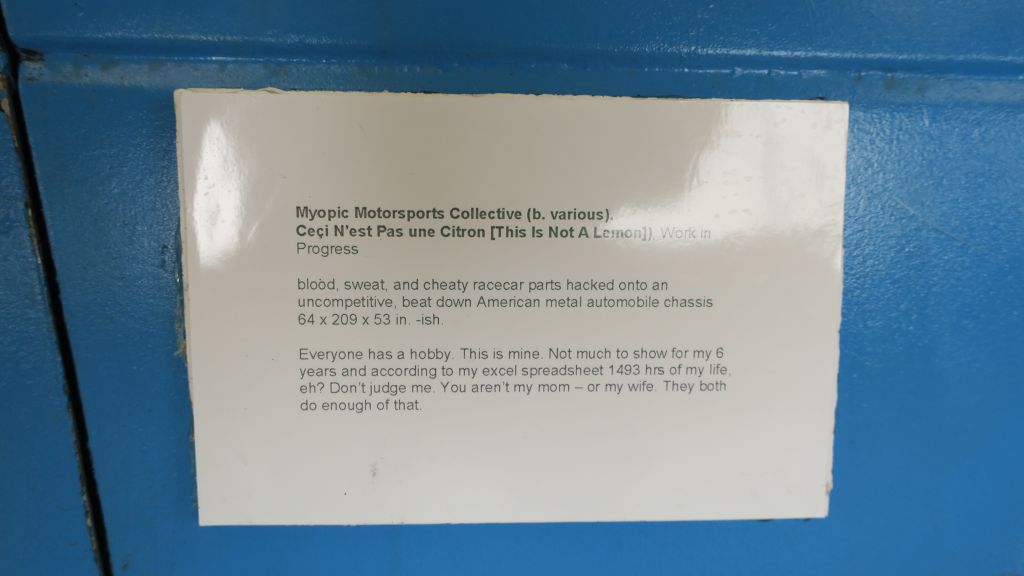 Myopic Motorsports Collective (b. various).
Ceçi N'est Pas une Citron [This Is Not A Lemon]) Work in
Progress
blood, sweat, and cheaty racecar parts hacked onto an
uncompetitive, beat down American metal automobile chassis
64 x 209 x 53 in. -ish.
Everyone has a hobby. This is mine. Not much to show for my 6
years and according to my excel spreadsheet 1493 hrs of my life,
eh? Don't judge me. You aren't my mom – or my wife. They both
do enough of that.